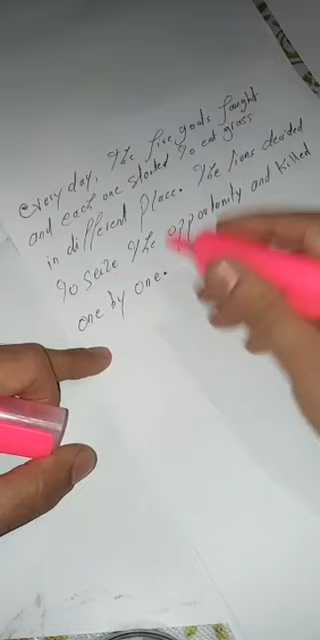 every day, the five goats fought
and each one started to eat grass
in different place. The lions decided
to seize the opportunity and killed
one by one.